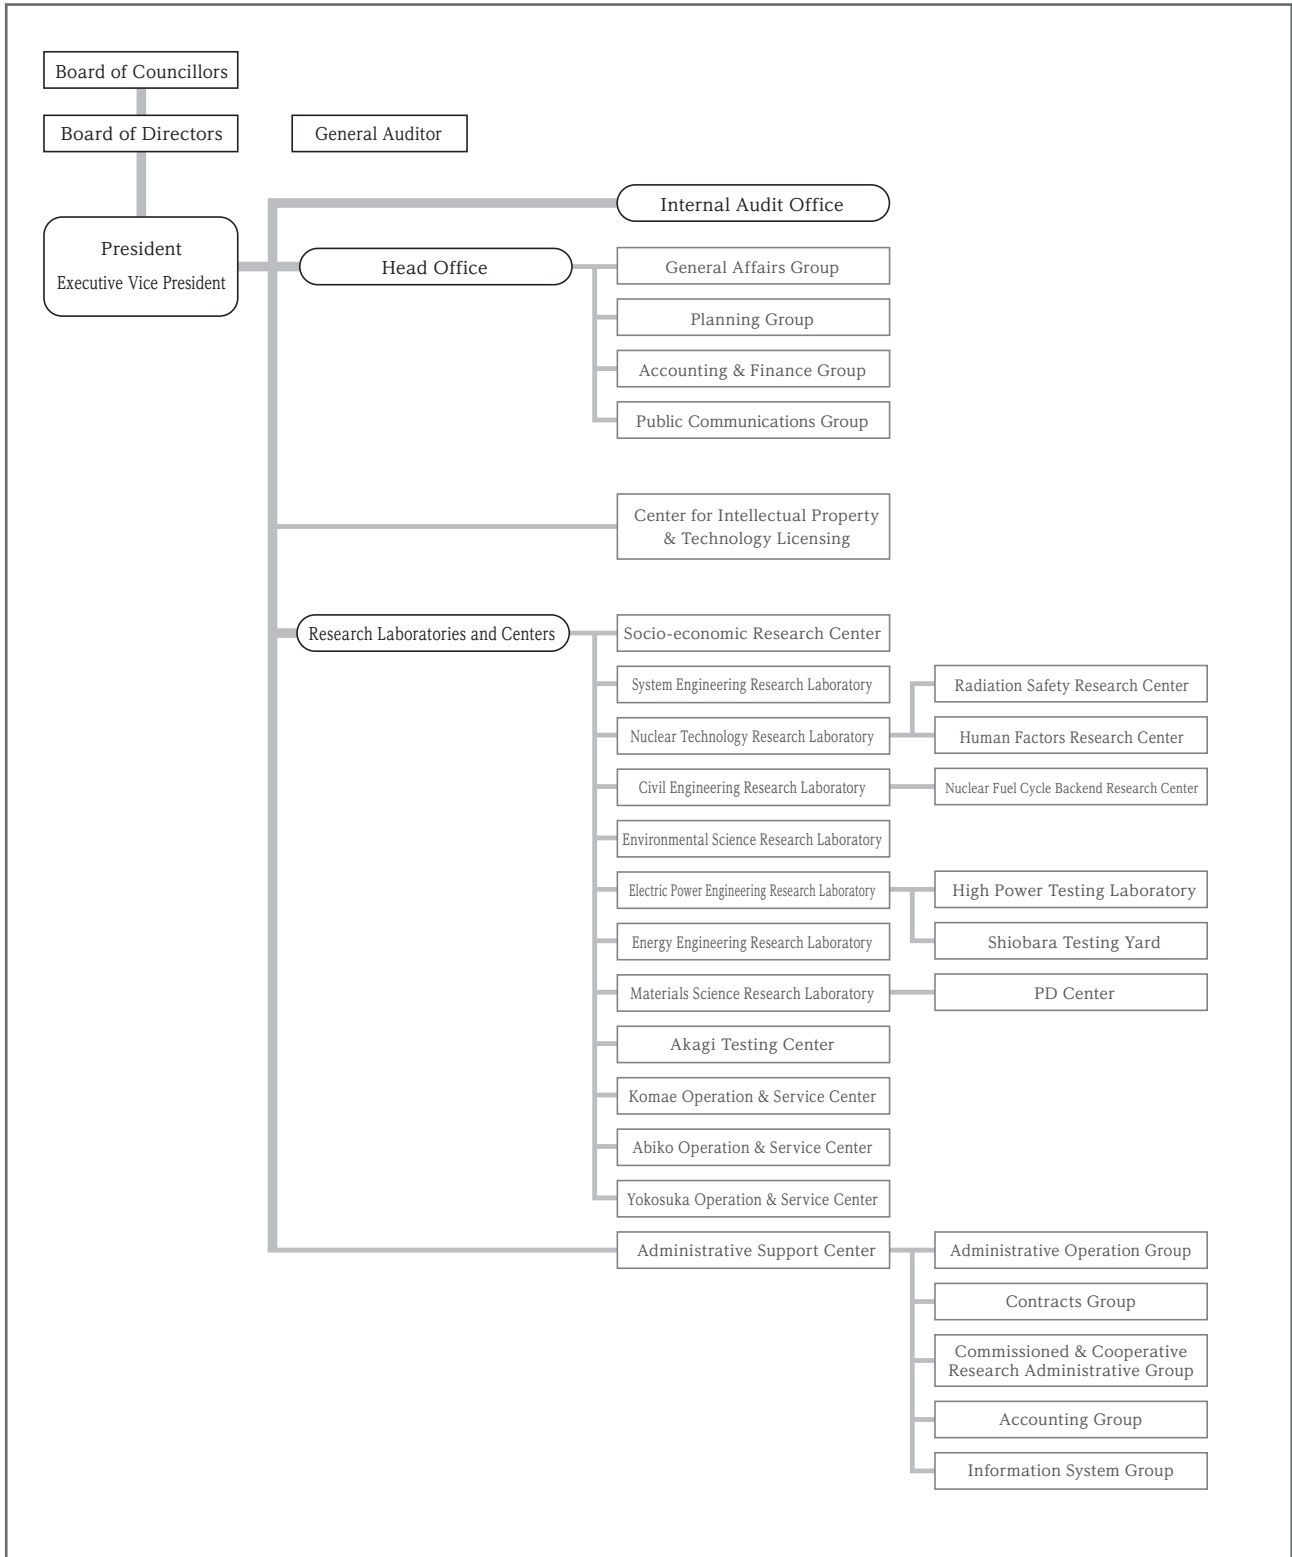 Board of Councillors
Board of Directors
General Auditor
Internal Audit Office
President
Executive Vice President
Head Office
General Affairs Group
Planning Group
Accounting & Finance Group
Public Communications Group
Center for Intellectual Property
& Technology Licensing
Research Laboratories and Centers
Socio-economic Research Center
System Engineering Research Laboratory
Radiation Safety Research Center
Nuclear Technology Research Laboratory
Human Factors Research Center
Civil Engineering Research Laboratory
Nuclear Fuel Cycle Backend Research Center
Environmental Science Research Laboratory
Electric Power Engineering Research Laboratory
High Power Testing Laboratory
Energy Engineering Research Laboratory
Shiobara Testing Yard
Materials Science Research Laboratory
PD Center
Akagi Testing Center
Komae Operation & Service Center
Abiko Operation & Service Center
Yokosuka Operation & Service Center
Administrative Support Center
Administrative Operation Group
Contracts Group
Commissioned & Cooperative
Research Administrative Group
Accounting Group
Information System Group